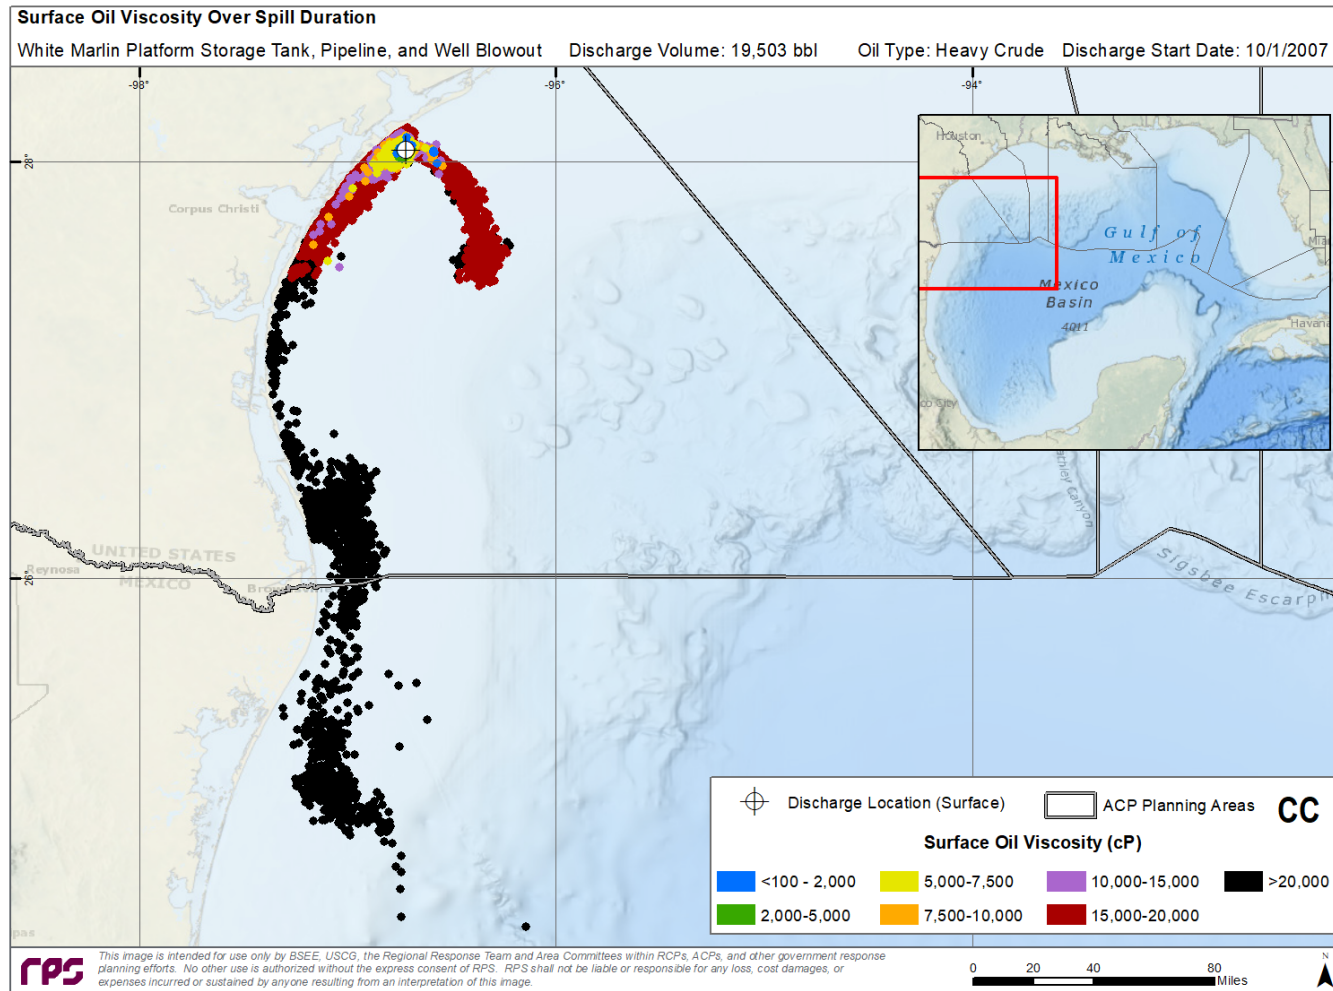 Surface Oil Viscosity Over Spill Duration
White Marlin Platform Storage Tank, Pipeline, and Well Blowout Discharge Volume: 19,503 bbl Oil Type: Heavy Crude Discharge Start Date: 10/1/2007
-98° -96° -94°
Houston
28°
Corpus Christi
Gulf of
Mexico
Mexico
Basin
4011
Havana
UNITED STATES
Reynosa
MEXICO
26°
Sigsbee Escarp
Discharge Location (Surface) ACP Planning Areas CC
Surface Oil Viscosity (cP)
<100 - 2,000 5,000-7,500 10,000-15,000 >20,000
2,000-5,000 7,500-10,000 15,000-20,000
rps
This image is intended for use only by BSEE, USCG, the Regional Response Team and Area Committees within RCPs, ACPs, and other government response
planning efforts. No other use is authorized without the express consent of RPS. RPS shall not be liable or responsible for any loss, cost damages, or
expenses incurred or sustained by anyone resulting from an interpretation of this image.
0 20 40 80
Miles
N